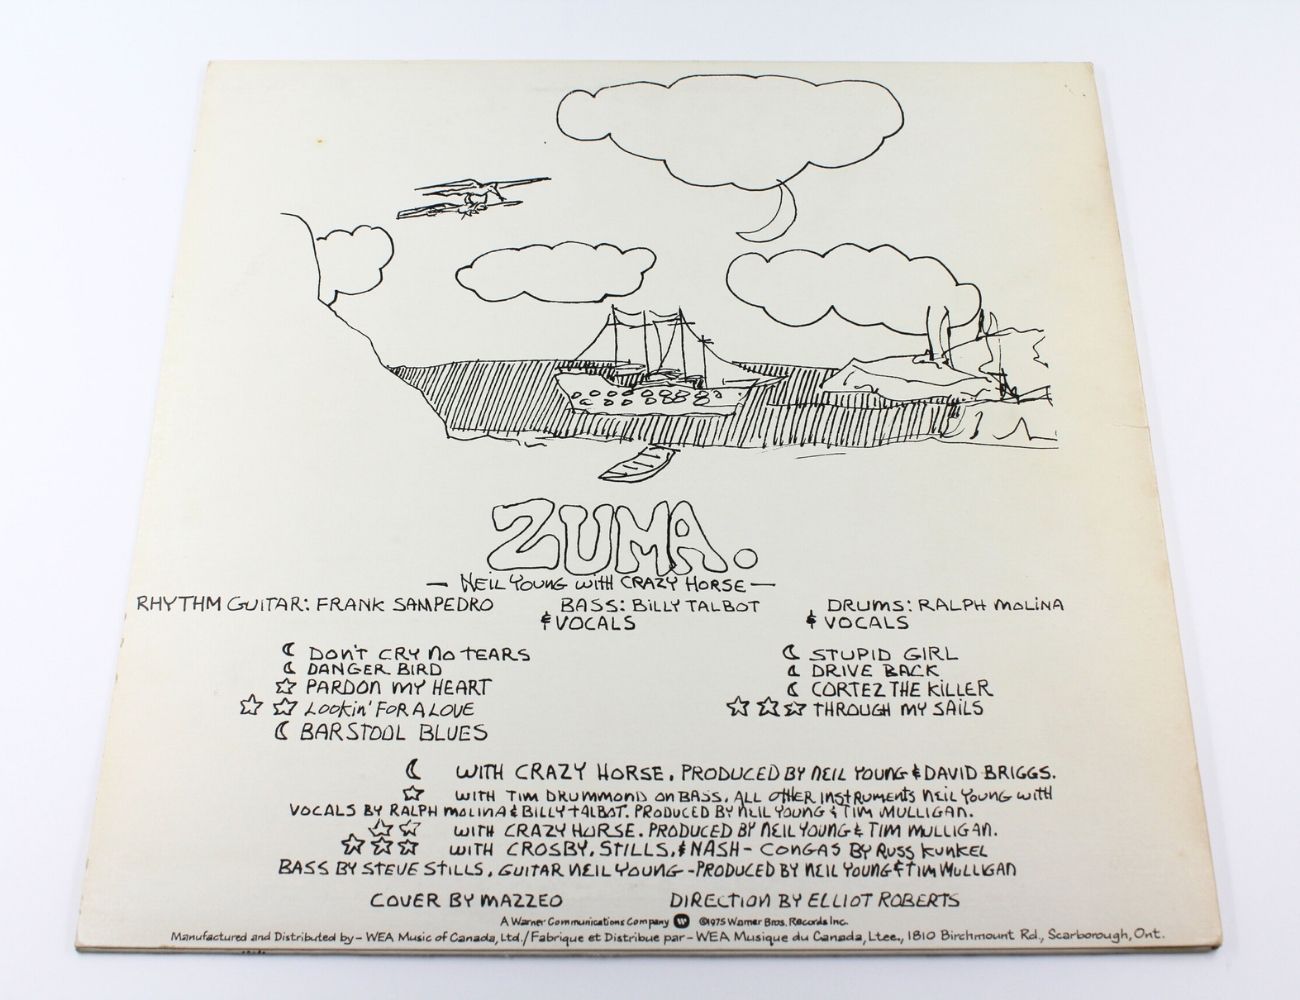 ZUMA.
— NEIL YOUNG WITH CRAZY HORSE —
RHYTHM GUITAR: FRANK SAMPEDRO BASS: BILLY TALBOT DRUMS: RALPH MOLINA
& VOCALS & VOCALS
DON'T CRY NO TEARS
DANGER BIRD
PARDON MY HEART
LOOKIN' FOR A LOVE
BARSTOOL BLUES
STUPID GIRL
DRIVE BACK
CORTEZ THE KILLER
THROUGH MY SAILS
WITH CRAZY HORSE. PRODUCED BY NEIL YOUNG & DAVID BRIGGS.
WITH TIM DRUMMOND ON BASS. ALL OTHER INSTRUMENTS NEIL YOUNG WITH
VOCALS BY RALPH MOLINA & BILLY TALBOT. PRODUCED BY NEIL YOUNG & TIM MULLIGAN.
WITH CRAZY HORSE. PRODUCED BY NEIL YOUNG & TIM MULLIGAN.
WITH CROSBY, STILLS, & NASH - CONGAS BY RUSS KUNKEL
BASS BY STEVE STILLS, GUITAR NEIL YOUNG - PRODUCED BY NEIL YOUNG & TIM MULLIGAN
COVER BY MAZZEO DIRECTION BY ELLIOT ROBERTS
A Warner Communications Company W ©℗1975 Warner Bros. Records Inc.
Manufactured and Distributed by - WEA Music of Canada, Ltd./Fabrique et Distribue par - WEA Musique du Canada, Ltee., 1810 Birchmount Rd., Scarborough, Ont.